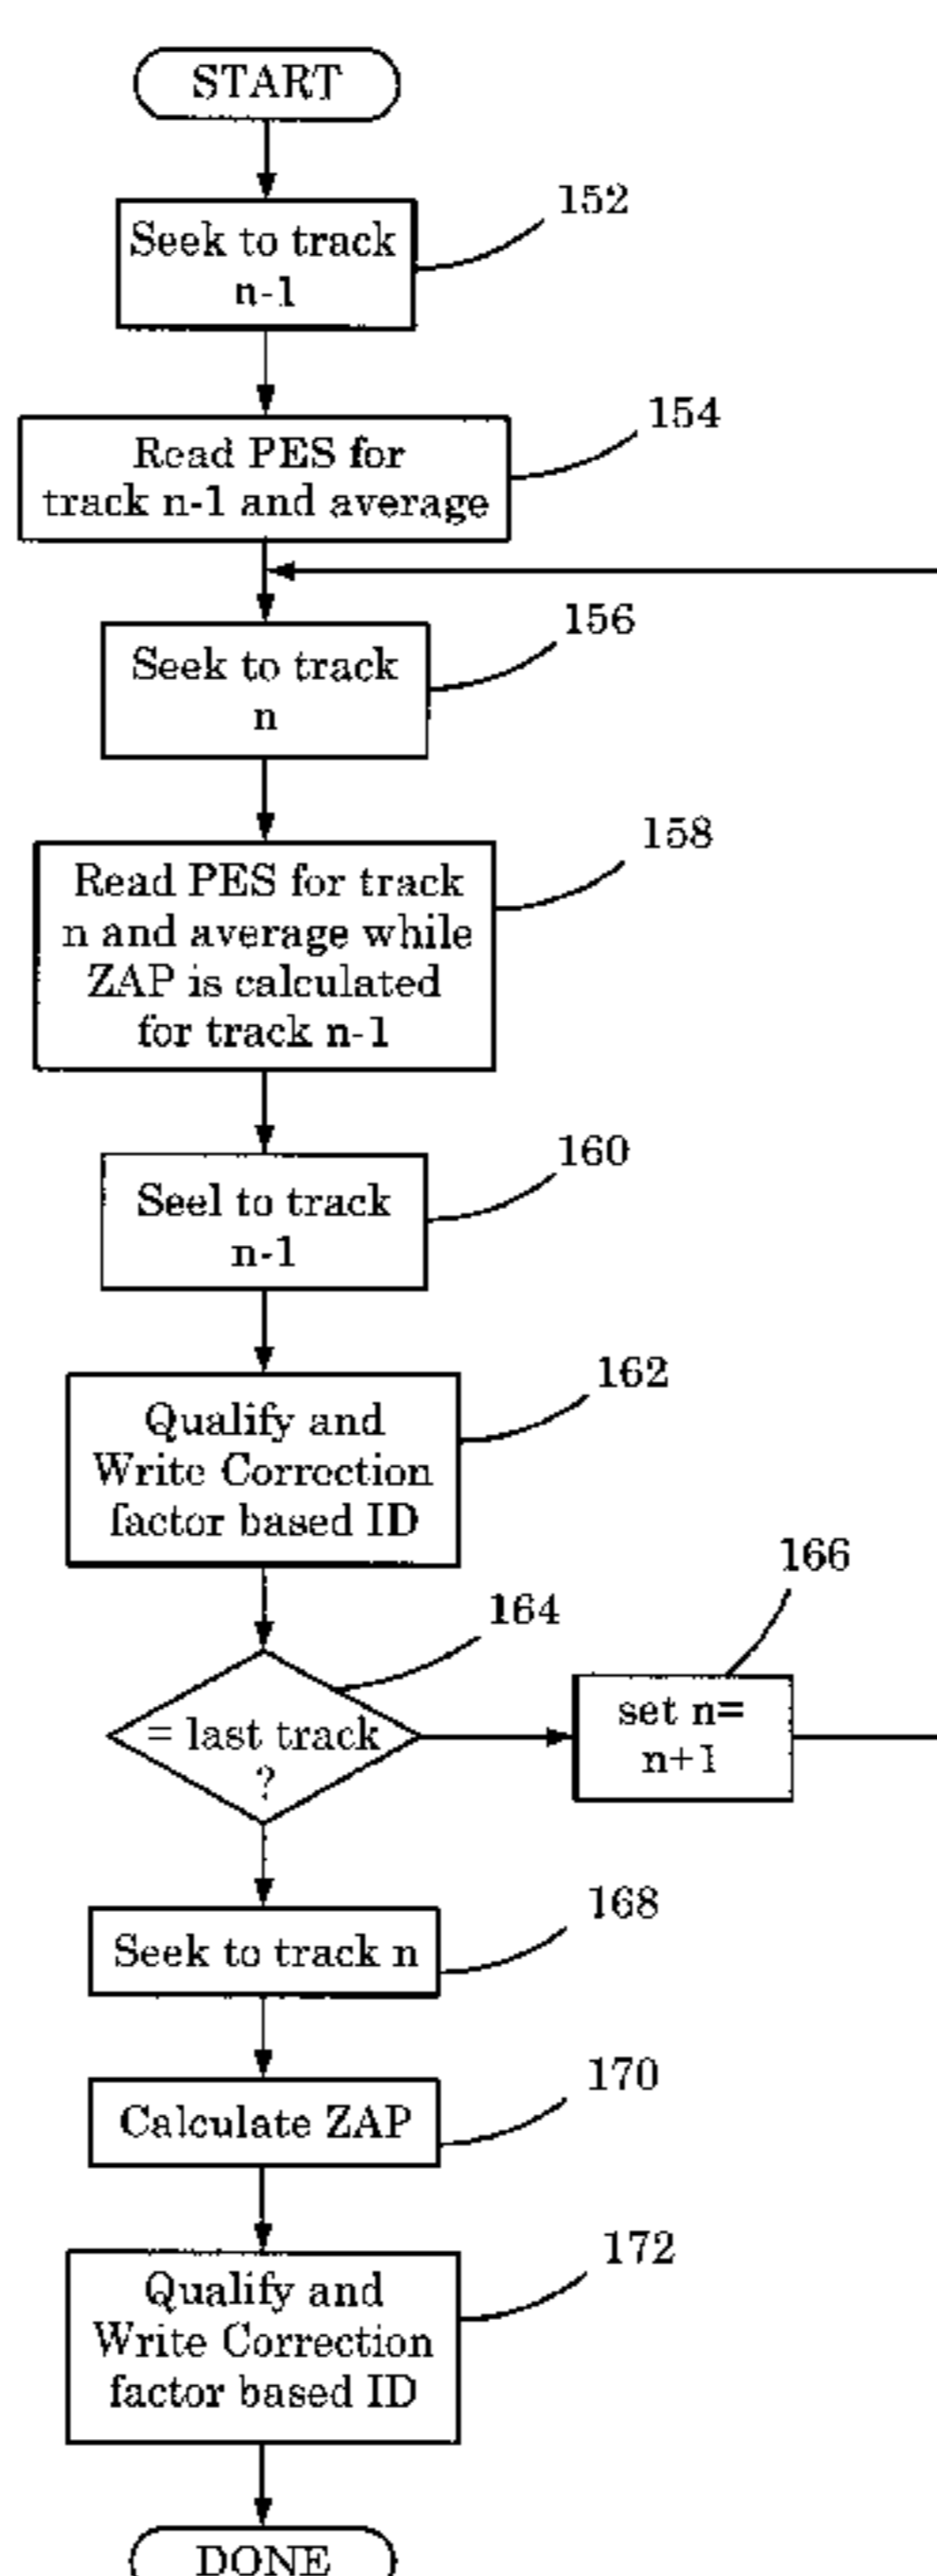 START
152
Seek to track
n-1
154
Read PES for
track n-1 and average
156
Seek to track
n
158
Read PES for track
n and average while
ZAP is calculated
for track n-1
160
Seel to track
n-1
162
Qualify and
Write Correction
factor based ID
164
= last track
?
166
set n=
n+1
168
Seek to track n
170
Calculate ZAP
172
Qualify and
Write Correction
factor based ID
DONE